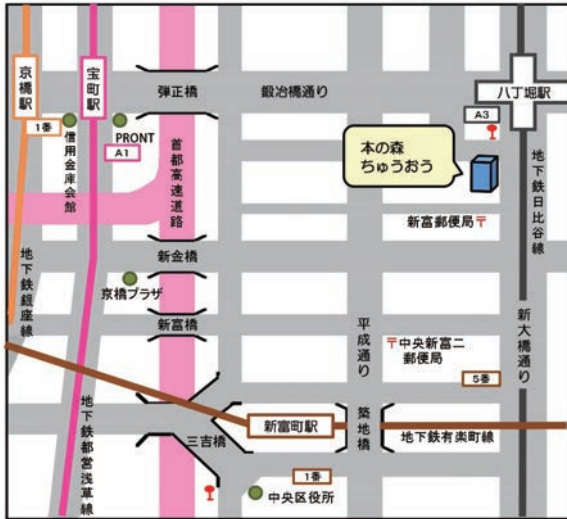 京橋駅
宝町駅
弾正橋
鍛冶橋通り
八丁堀駅
1番
信用金庫会館
PRONT
A1
首都高速道路
A3
本の森
ちゅうおう
地下鉄日比谷線
新富郵便局〒
地下鉄銀座線
新金橋
京橋プラザ
新富橋
平成通り
〒中央新富二
郵便局
新大橋通り
5番
地下鉄都営浅草線
三吉橋
新富町駅
築地橋
地下鉄有楽町線
1番
中央区役所